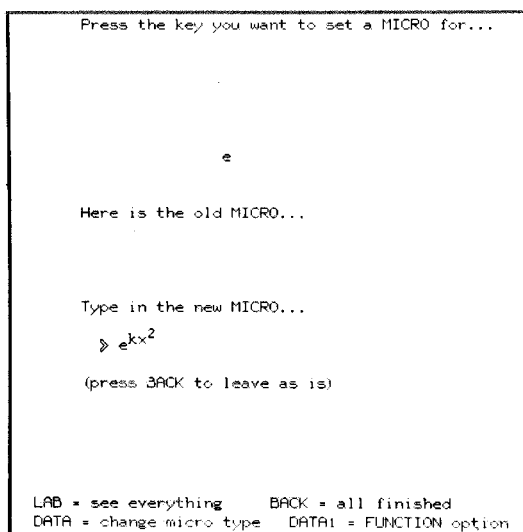 Press the key you want to set a MICRO for...
e
Here is the old MICRO...
Type in the new MICRO...
> e^kx^2
(press BACK to leave as is)
LAB = see everything BACK = all finished
DATA = change micro type DATA1 = FUNCTION option